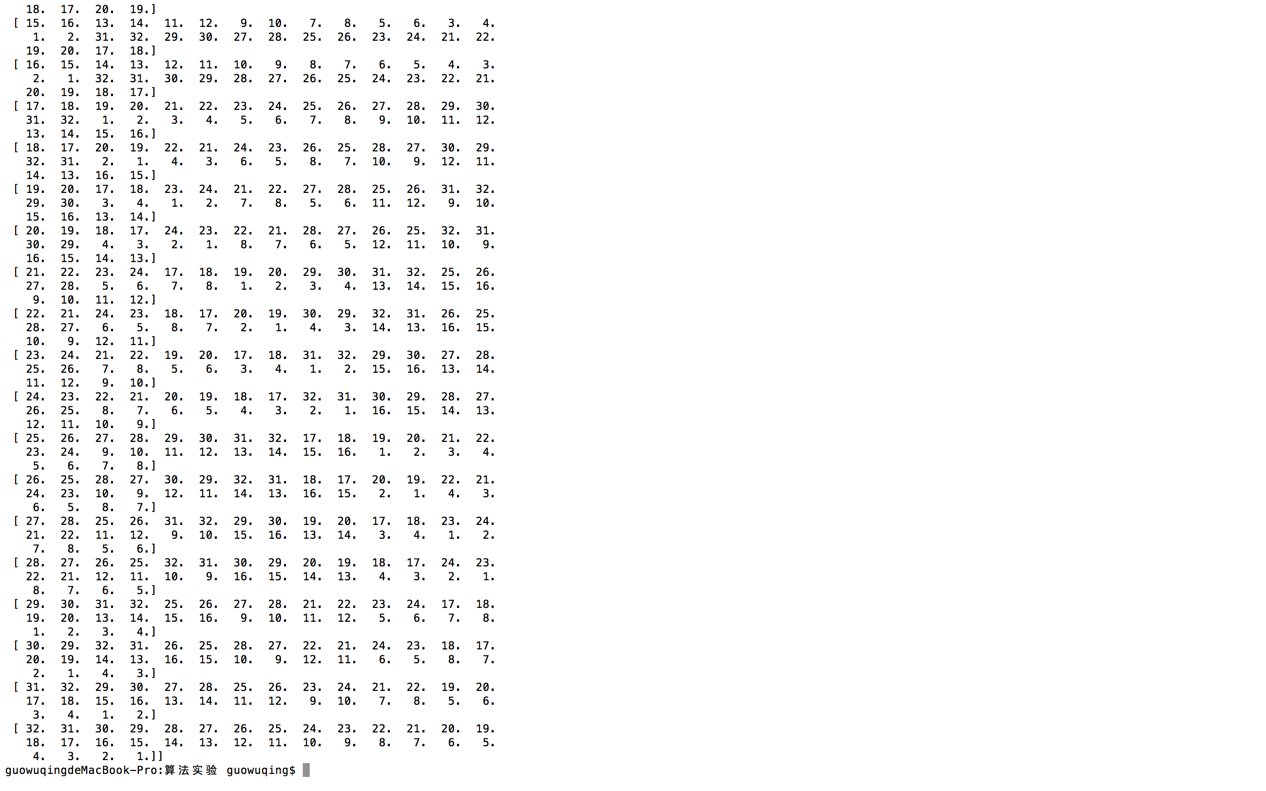 18. 17. 20. 19.]
[ 15. 16. 13. 14. 11. 12. 9. 10. 7. 8. 5. 6. 3. 4.
1. 2. 31. 32. 29. 30. 27. 28. 25. 26. 23. 24. 21. 22.
19. 20. 17. 18.]
[ 16. 15. 14. 13. 12. 11. 10. 9. 8. 7. 6. 5. 4. 3.
2. 1. 32. 31. 30. 29. 28. 27. 26. 25. 24. 23. 22. 21.
20. 19. 18. 17.]
[ 17. 18. 19. 20. 21. 22. 23. 24. 25. 26. 27. 28. 29. 30.
31. 32. 1. 2. 3. 4. 5. 6. 7. 8. 9. 10. 11. 12.
13. 14. 15. 16.]
[ 18. 17. 20. 19. 22. 21. 24. 23. 26. 25. 28. 27. 30. 29.
32. 31. 2. 1. 4. 3. 6. 5. 8. 7. 10. 9. 12. 11.
14. 13. 16. 15.]
[ 19. 20. 17. 18. 23. 24. 21. 22. 27. 28. 25. 26. 31. 32.
29. 30. 3. 4. 1. 2. 7. 8. 5. 6. 11. 12. 9. 10.
15. 16. 13. 14.]
[ 20. 19. 18. 17. 24. 23. 22. 21. 28. 27. 26. 25. 32. 31.
30. 29. 4. 3. 2. 1. 8. 7. 6. 5. 12. 11. 10. 9.
16. 15. 14. 13.]
[ 21. 22. 23. 24. 17. 18. 19. 20. 29. 30. 31. 32. 25. 26.
27. 28. 5. 6. 7. 8. 1. 2. 3. 4. 13. 14. 15. 16.
9. 10. 11. 12.]
[ 22. 21. 24. 23. 18. 17. 20. 19. 30. 29. 32. 31. 26. 25.
28. 27. 6. 5. 8. 7. 2. 1. 4. 3. 14. 13. 16. 15.
10. 9. 12. 11.]
[ 23. 24. 21. 22. 19. 20. 17. 18. 31. 32. 29. 30. 27. 28.
25. 26. 7. 8. 5. 6. 3. 4. 1. 2. 15. 16. 13. 14.
11. 12. 9. 10.]
[ 24. 23. 22. 21. 20. 19. 18. 17. 32. 31. 30. 29. 28. 27.
26. 25. 8. 7. 6. 5. 4. 3. 2. 1. 16. 15. 14. 13.
12. 11. 10. 9.]
[ 25. 26. 27. 28. 29. 30. 31. 32. 17. 18. 19. 20. 21. 22.
23. 24. 9. 10. 11. 12. 13. 14. 15. 16. 1. 2. 3. 4.
5. 6. 7. 8.]
[ 26. 25. 28. 27. 30. 29. 32. 31. 18. 17. 20. 19. 22. 21.
24. 23. 10. 9. 12. 11. 14. 13. 16. 15. 2. 1. 4. 3.
6. 5. 8. 7.]
[ 27. 28. 25. 26. 31. 32. 29. 30. 19. 20. 17. 18. 23. 24.
21. 22. 11. 12. 9. 10. 15. 16. 13. 14. 3. 4. 1. 2.
7. 8. 5. 6.]
[ 28. 27. 26. 25. 32. 31. 30. 29. 20. 19. 18. 17. 24. 23.
22. 21. 12. 11. 10. 9. 16. 15. 14. 13. 4. 3. 2. 1.
8. 7. 6. 5.]
[ 29. 30. 31. 32. 25. 26. 27. 28. 21. 22. 23. 24. 17. 18.
19. 20. 13. 14. 15. 16. 9. 10. 11. 12. 5. 6. 7. 8.
1. 2. 3. 4.]
[ 30. 29. 32. 31. 26. 25. 28. 27. 22. 21. 24. 23. 18. 17.
20. 19. 14. 13. 16. 15. 10. 9. 12. 11. 6. 5. 8. 7.
2. 1. 4. 3.]
[ 31. 32. 29. 30. 27. 28. 25. 26. 23. 24. 21. 22. 19. 20.
17. 18. 15. 16. 13. 14. 11. 12. 9. 10. 7. 8. 5. 6.
3. 4. 1. 2.]
[ 32. 31. 30. 29. 28. 27. 26. 25. 24. 23. 22. 21. 20. 19.
18. 17. 16. 15. 14. 13. 12. 11. 10. 9. 8. 7. 6. 5.
4. 3. 2. 1.]]
guowuqingdeMacBook-Pro:算法实验 guowuqing$